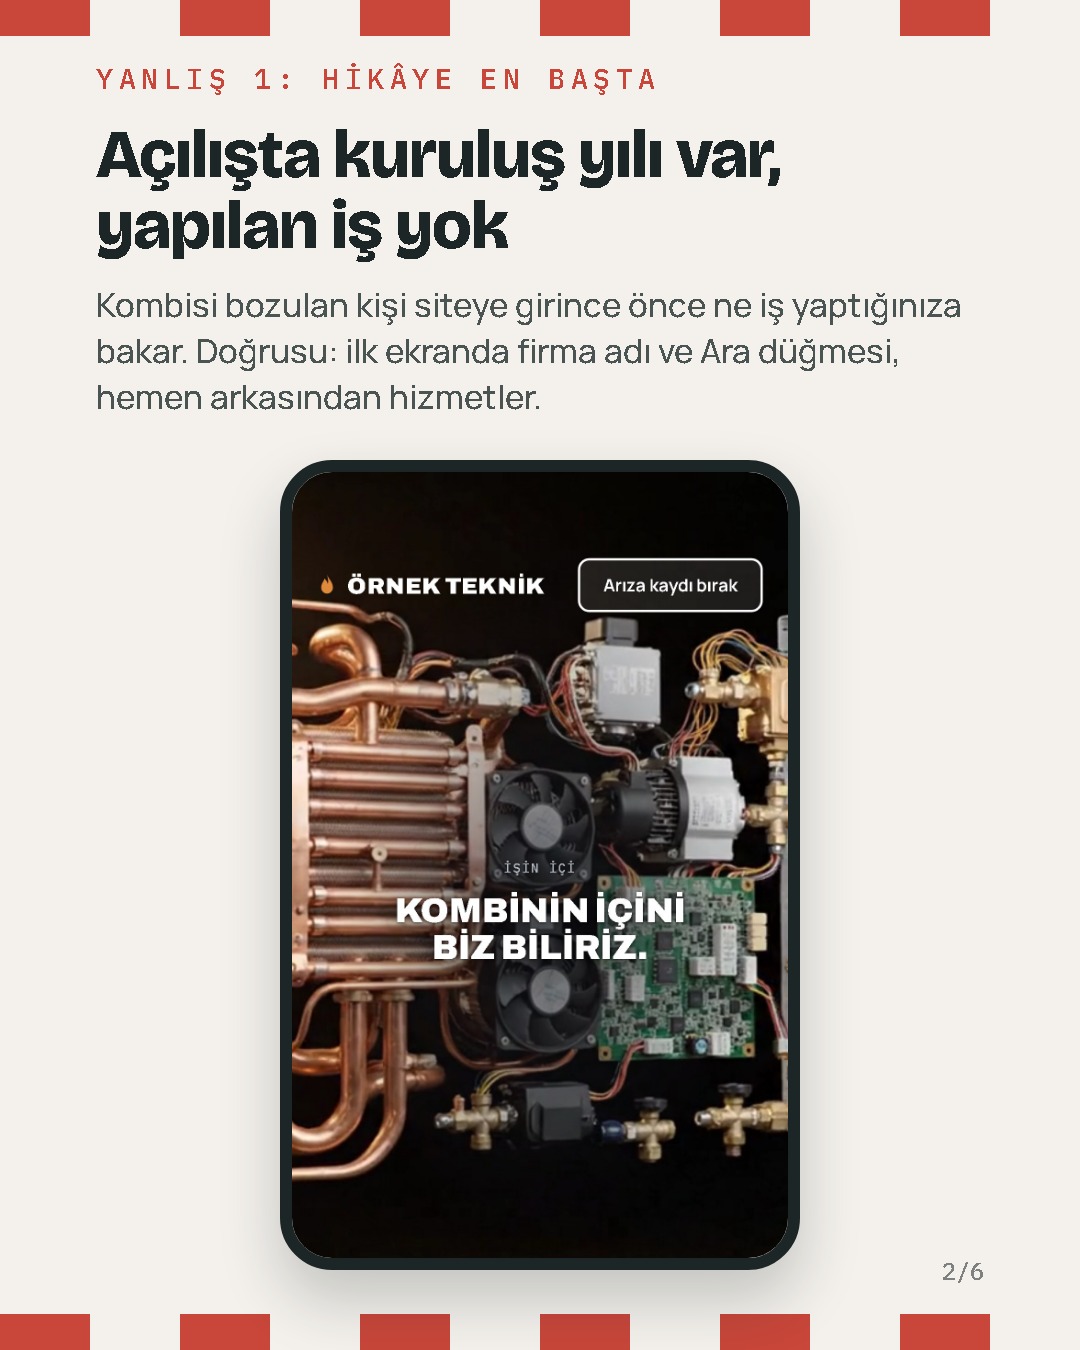 YANLIŞ 1: HİKÂYE EN BAŞTA
Açılışta kuruluş yılı var,
yapılan iş yok
Kombisi bozulan kişi siteye girince önce ne iş yaptığınıza
bakar. Doğrusu: ilk ekranda firma adı ve Ara düğmesi,
hemen arkasından hizmetler.
ÖRNEK TEKNİK
Arıza kaydı bırak
İŞİN İÇİ
KOMBİNİN İÇİNİ
BİZ BİLİRİZ.
2/6